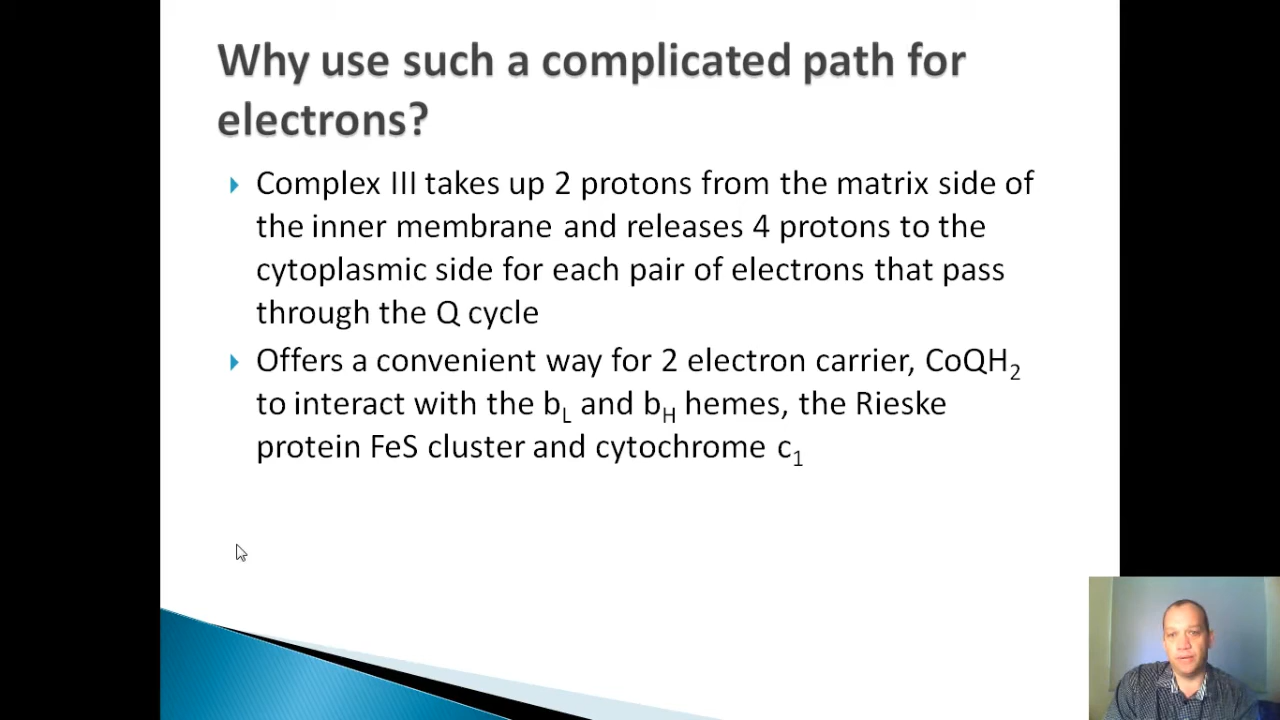 Why use such a complicated path for
electrons?
Complex III takes up 2 protons from the matrix side of
the inner membrane and releases 4 protons to the
cytoplasmic side for each pair of electrons that pass
through the Q cycle
Offers a convenient way for 2 electron carrier, CoQH₂
to interact with the b_L and b_H hemes, the Rieske
protein FeS cluster and cytochrome c₁